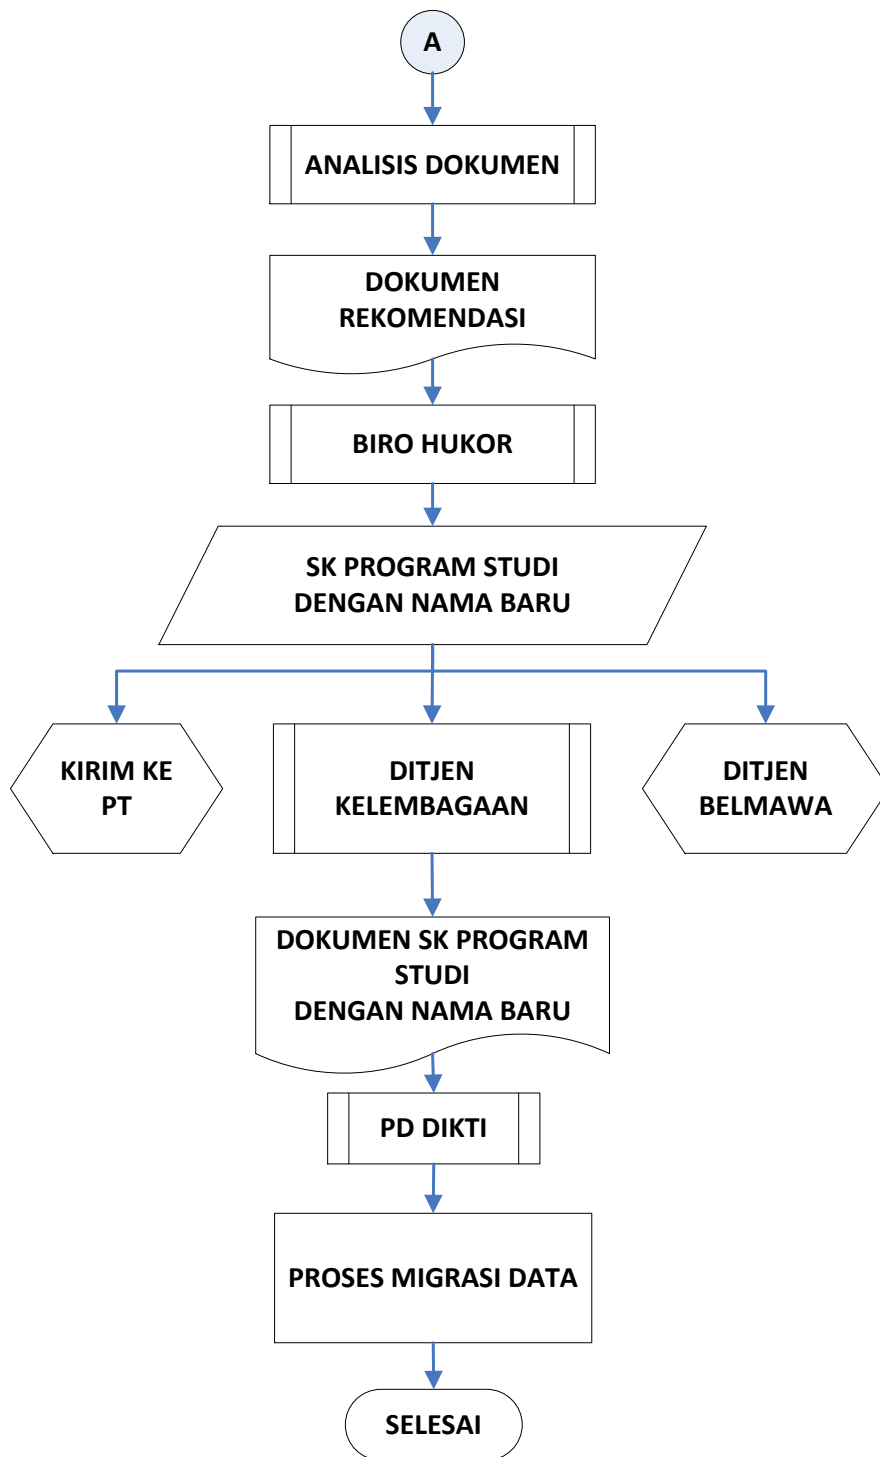 A
ANALISIS DOKUMEN
DOKUMEN
REKOMENDASI
BIRO HUKOR
SK PROGRAM STUDI
DENGAN NAMA BARU
KIRIM KE
PT
DITJEN
KELEMBAGAAN
DITJEN
BELMAWA
DOKUMEN SK PROGRAM
STUDI
DENGAN NAMA BARU
PD DIKTI
PROSES MIGRASI DATA
SELESAI